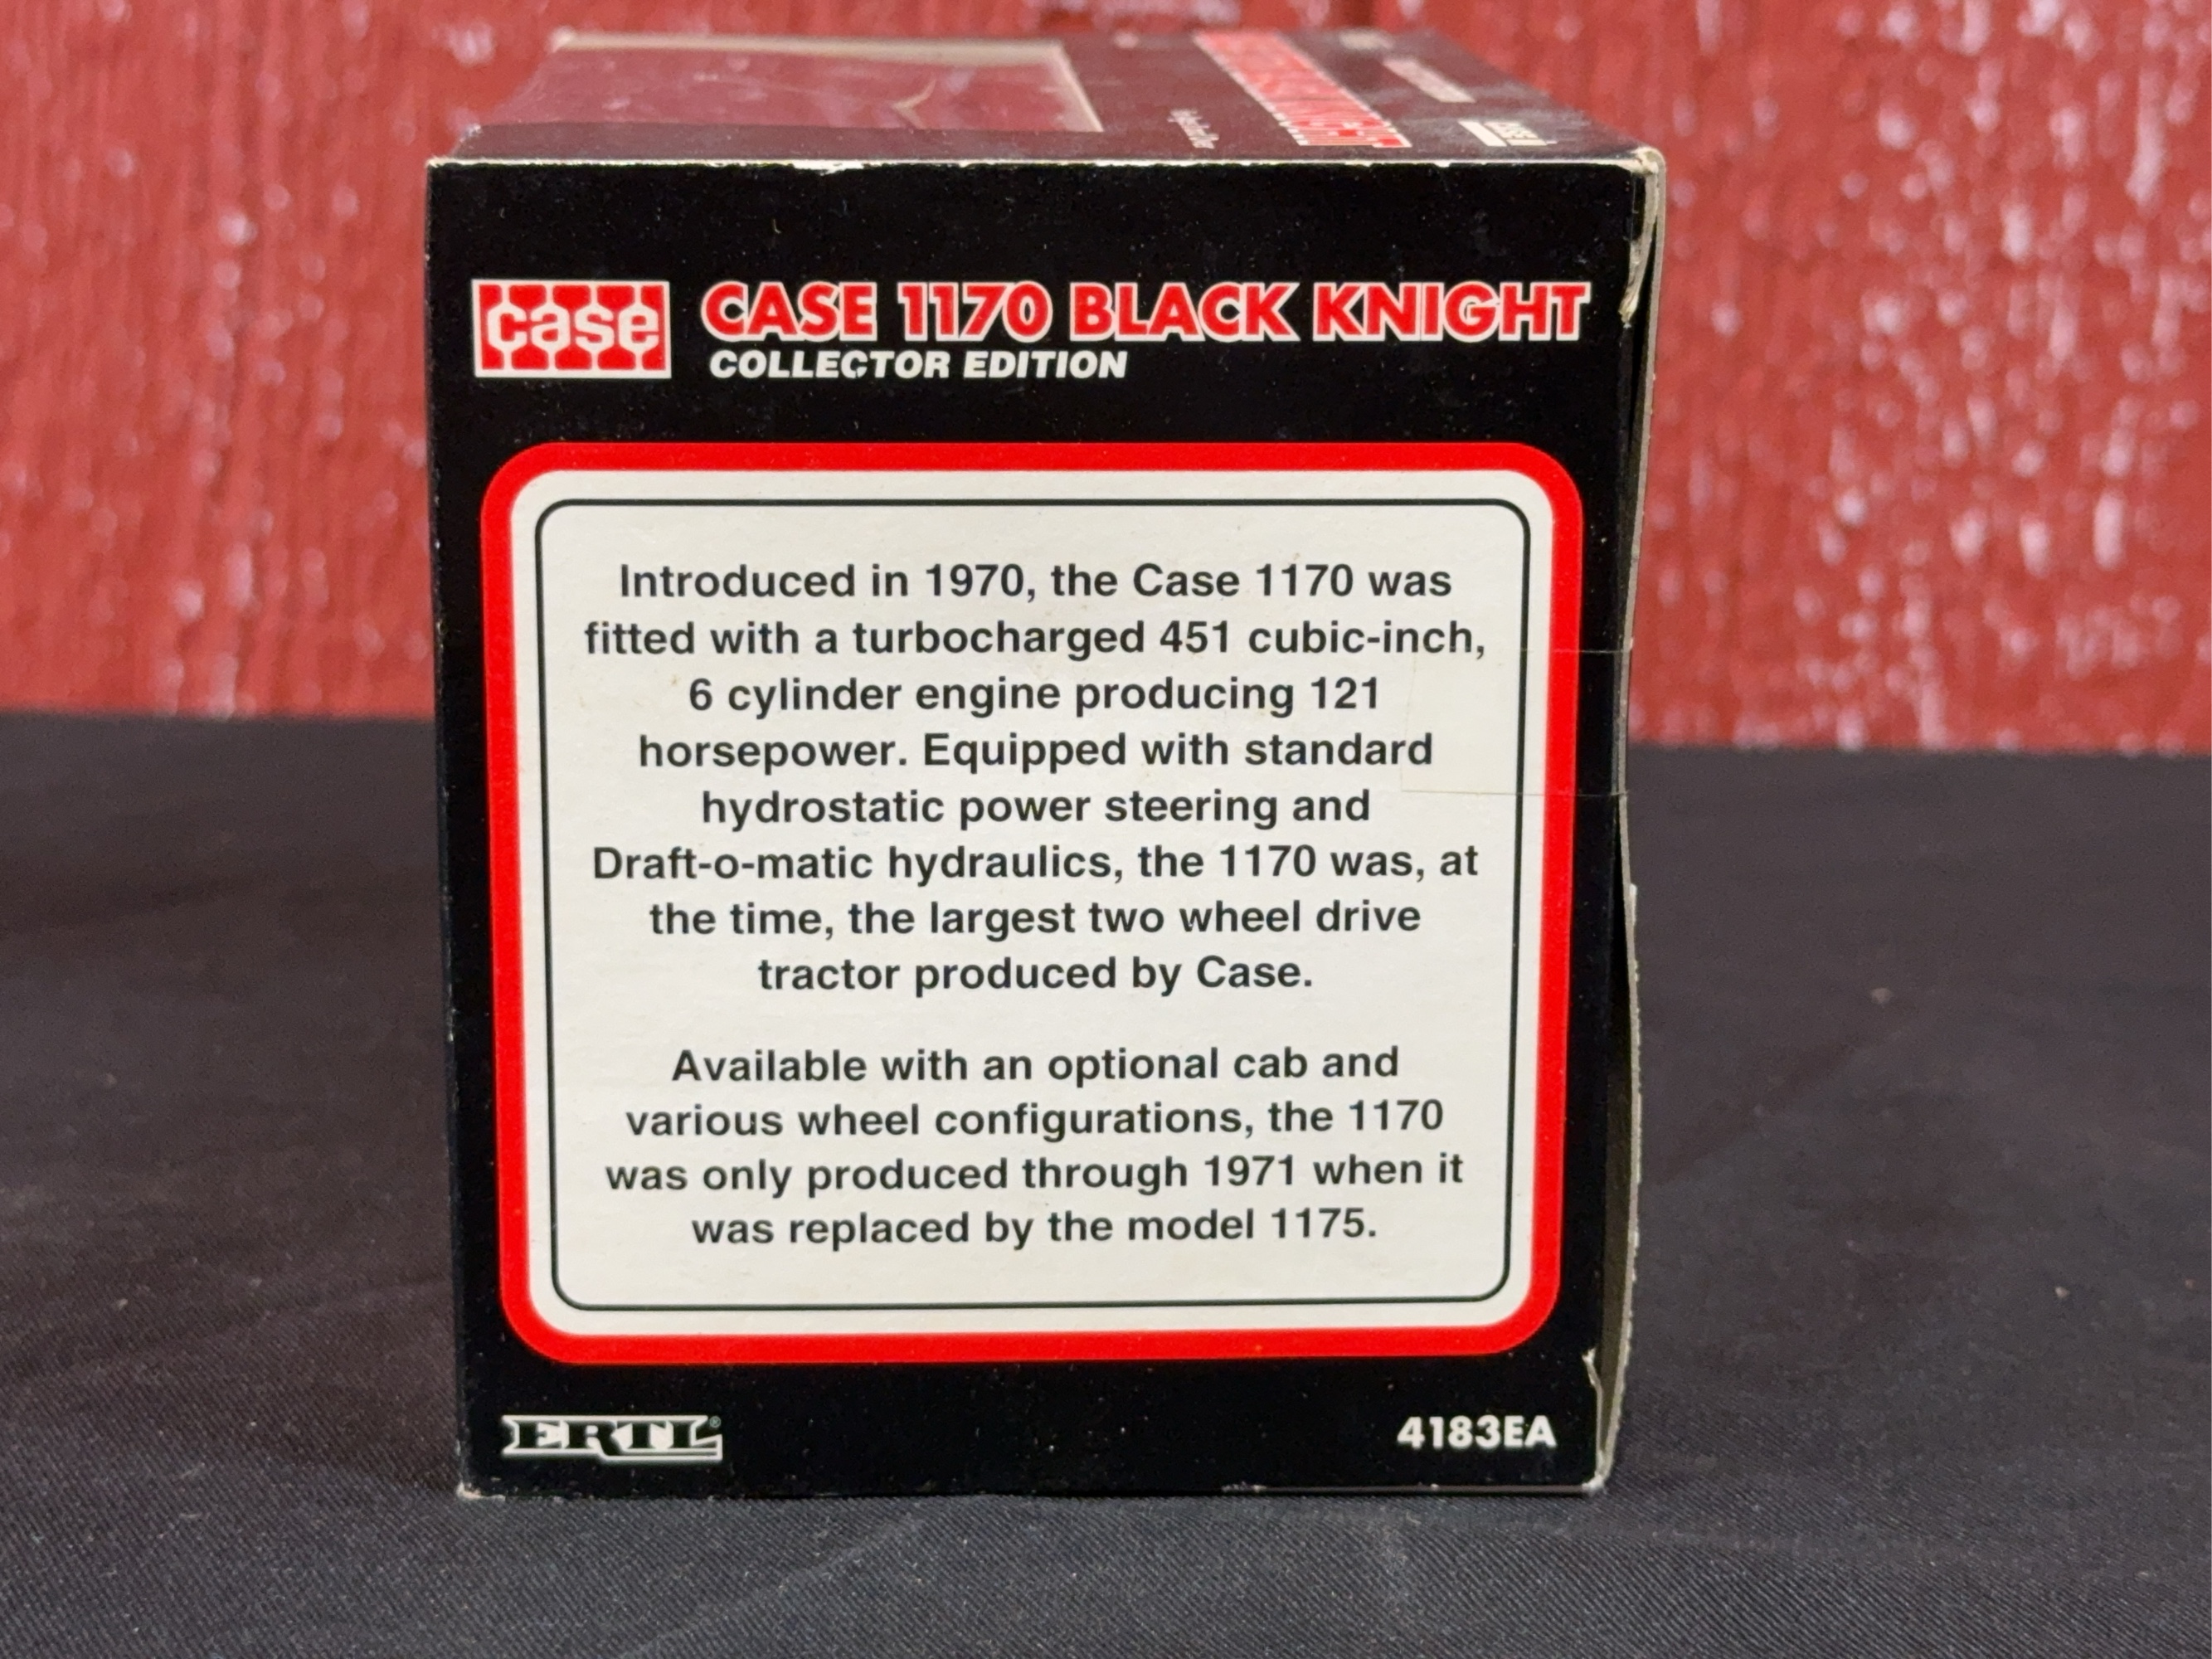 case
CASE 1170 BLACK KNIGHT
COLLECTOR EDITION
Introduced in 1970, the Case 1170 was
fitted with a turbocharged 451 cubic-inch,
6 cylinder engine producing 121
horsepower. Equipped with standard
hydrostatic power steering and
Draft-o-matic hydraulics, the 1170 was, at
the time, the largest two wheel drive
tractor produced by Case.
Available with an optional cab and
various wheel configurations, the 1170
was only produced through 1971 when it
was replaced by the model 1175.
ERTL®
4183EA